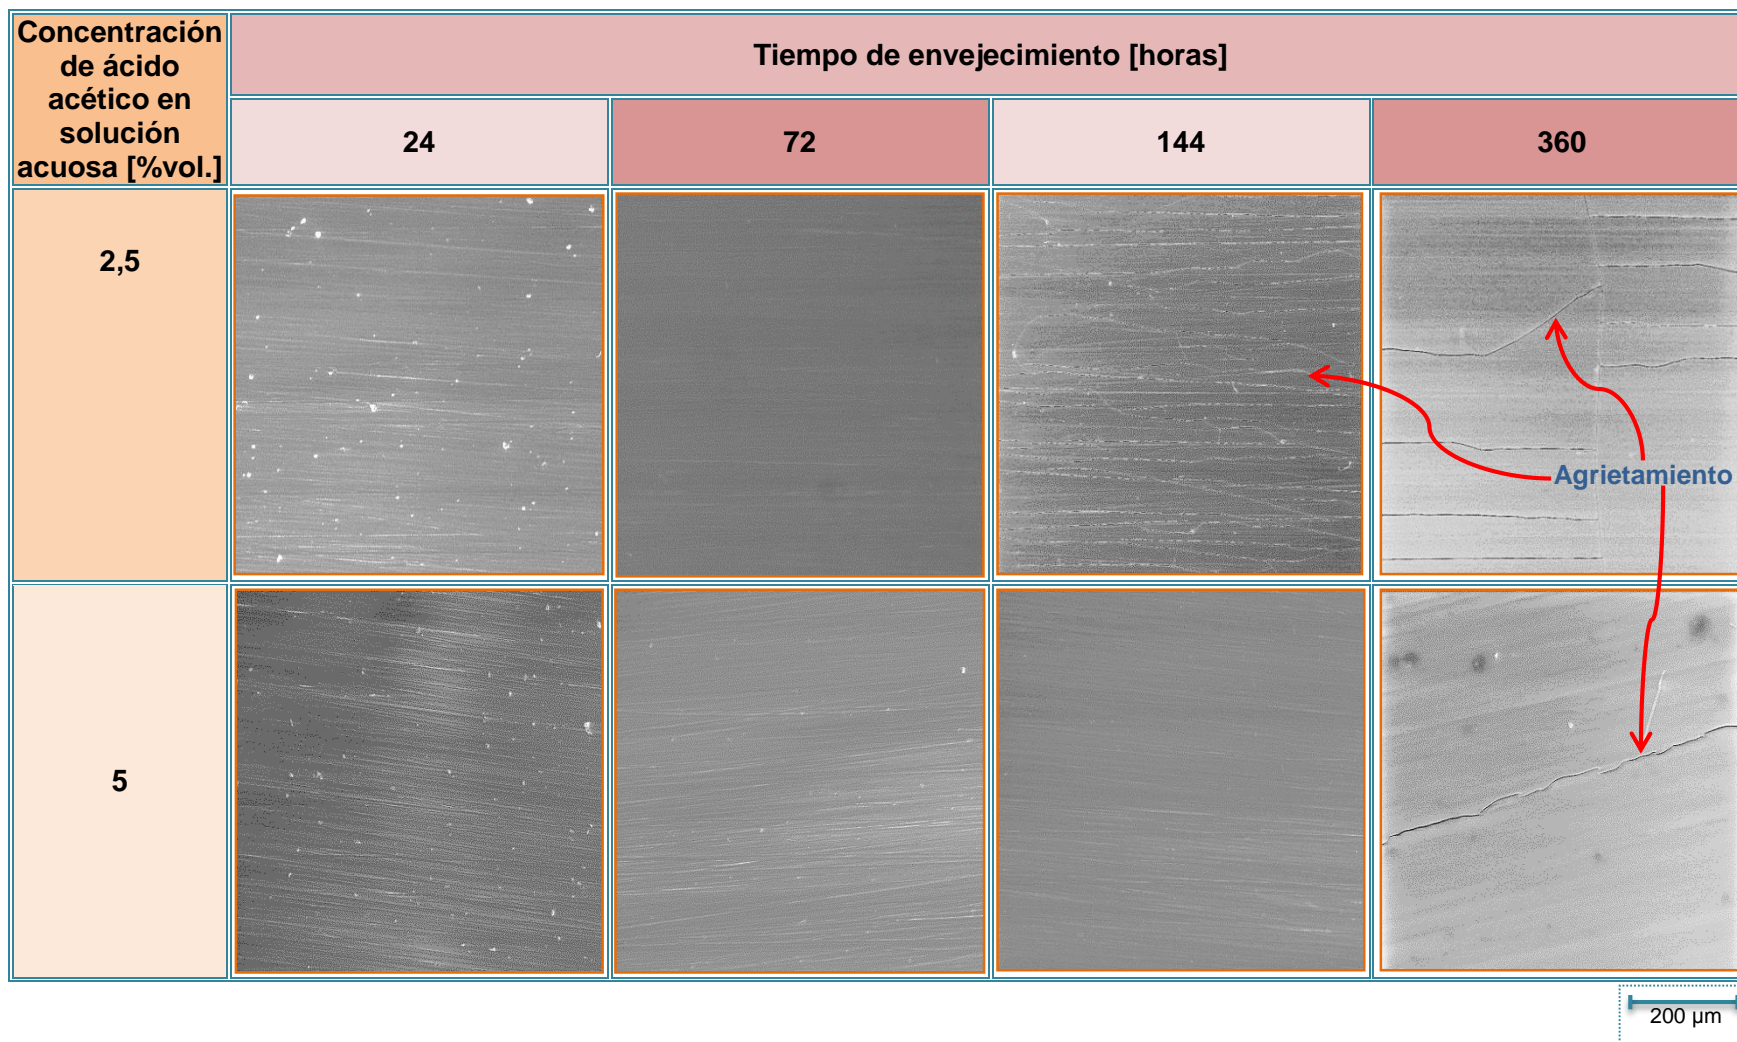 Concentración
de ácido
acético en
solución
acuosa [%vol.]
Tiempo de envejecimiento [horas]
24
72
144
360
2,5
Agrietamiento
5
200 µm